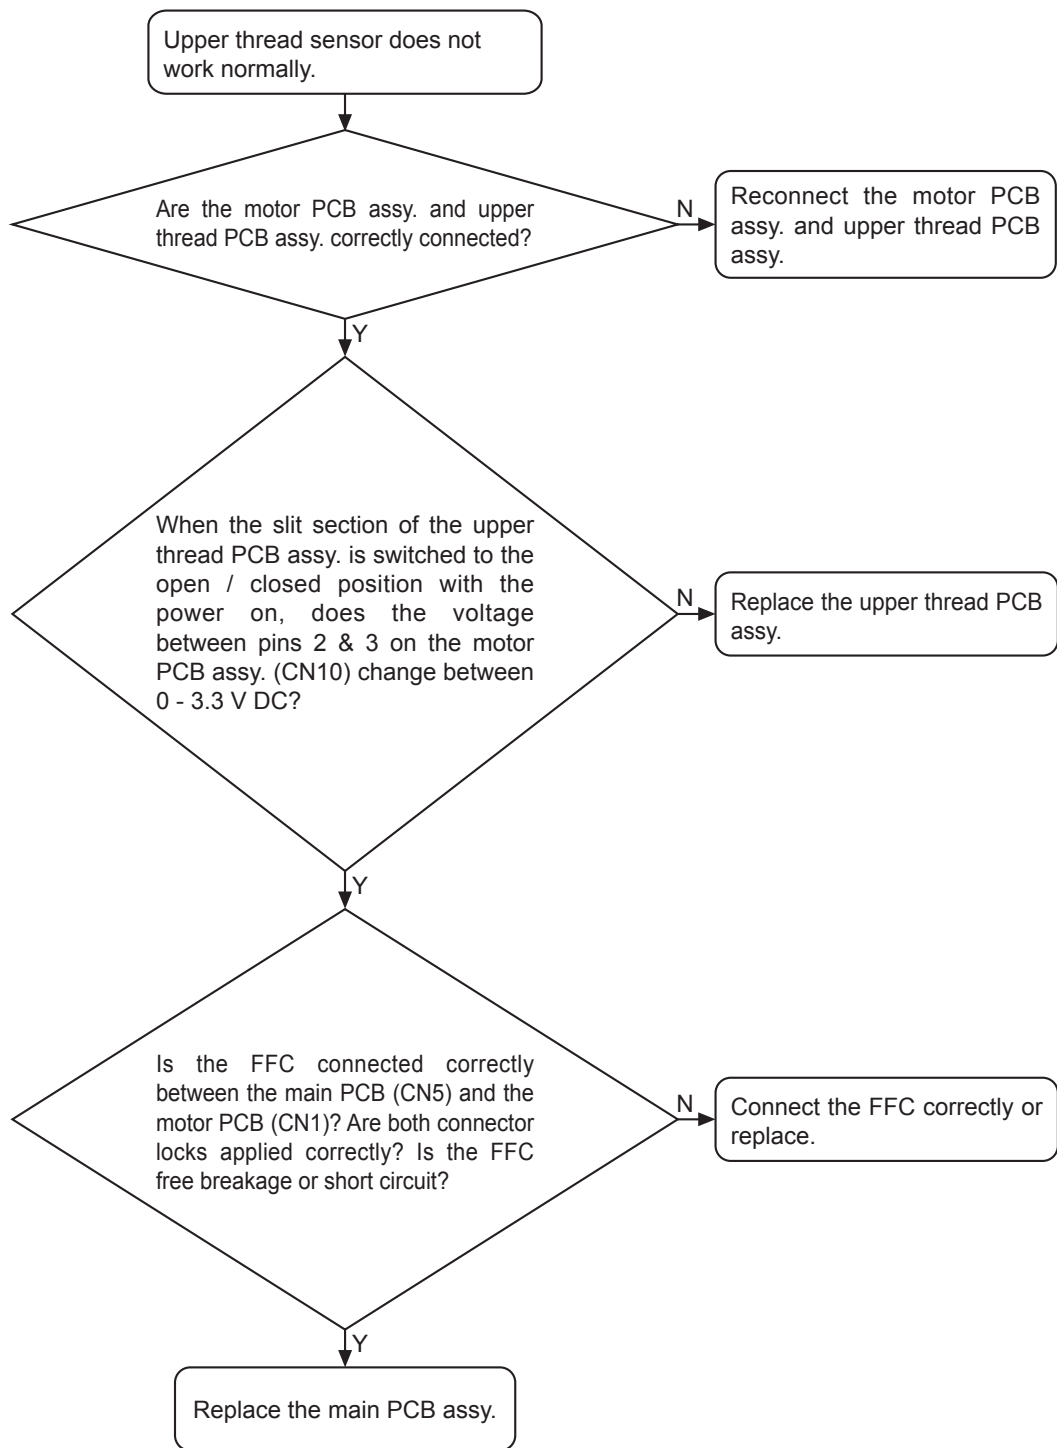 Upper thread sensor does not
work normally.
Are the motor PCB assy. and upper
thread PCB assy. correctly connected?
N
Reconnect the motor PCB
assy. and upper thread PCB
assy.
Y
When the slit section of the upper
thread PCB assy. is switched to the
open / closed position with the
power on, does the voltage
between pins 2 & 3 on the motor
PCB assy. (CN10) change between
0 - 3.3 V DC?
N
Replace the upper thread PCB
assy.
Y
Is the FFC connected correctly
between the main PCB (CN5) and the
motor PCB (CN1)? Are both connector
locks applied correctly? Is the FFC
free breakage or short circuit?
N
Connect the FFC correctly or
replace.
Y
Replace the main PCB assy.